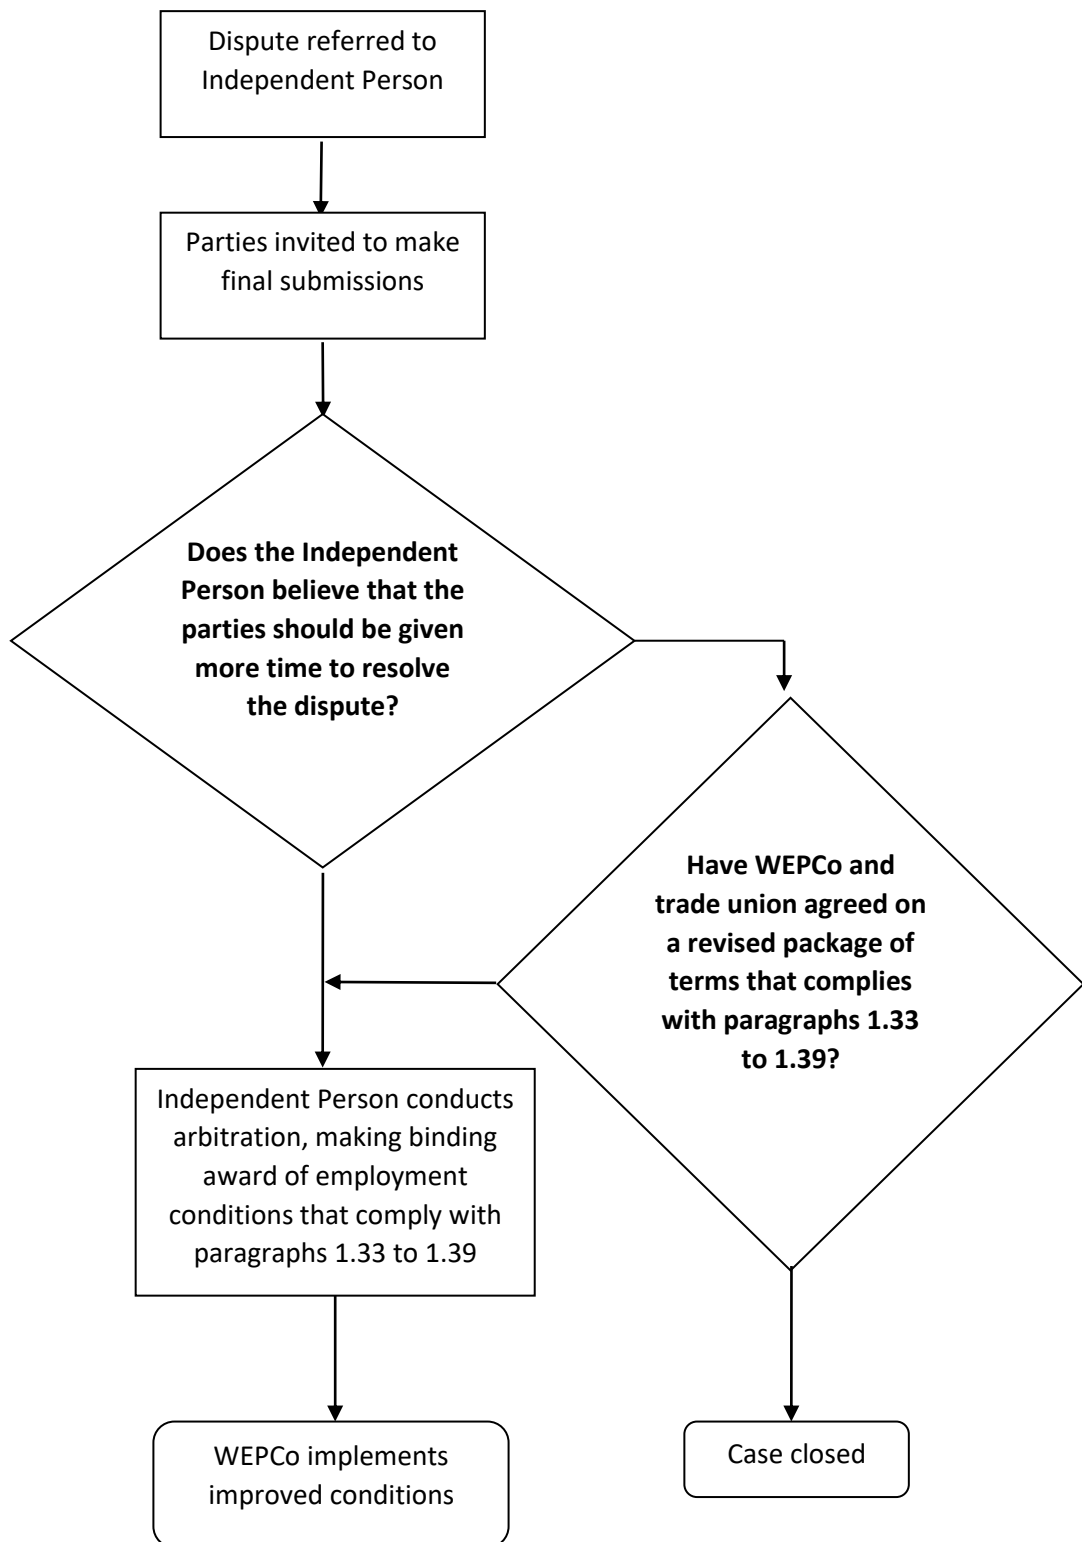 Dispute referred to
Independent Person
Parties invited to make
final submissions
Does the Independent
Person believe that the
parties should be given
more time to resolve
the dispute?
Have WEPCo and
trade union agreed on
a revised package of
terms that complies
with paragraphs 1.33
to 1.39?
Independent Person conducts
arbitration, making binding
award of employment
conditions that comply with
paragraphs 1.33 to 1.39
WEPCo implements
improved conditions
Case closed